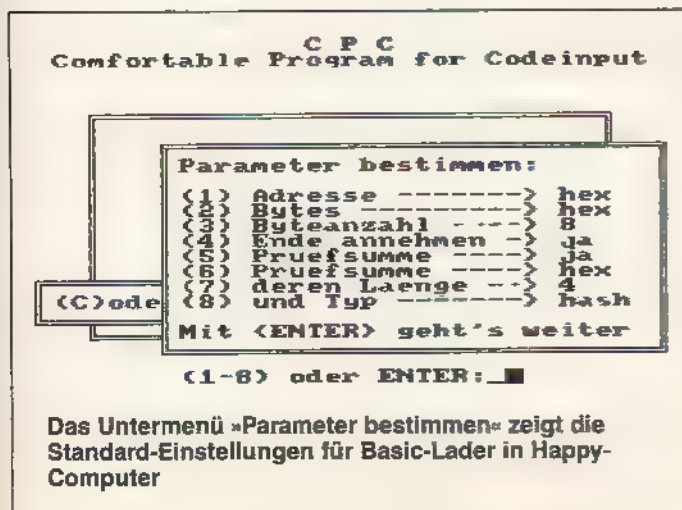 C P C
Comfortable Program for Codeinput
Parameter bestimmen:
(1) Adresse -------> hex
(2) Bytes ---------> hex
(3) Byteanzahl ----> 8
(4) Ende annehmen -> ja
(5) Pruefsumme ----> ja
(6) Pruefsumme ----> hex
(7) deren Laenge --> 4
(8) und Typ -------> hash
Mit <ENTER> geht's weiter
(C)ode
(1-8) oder ENTER:_
Das Untermenü »Parameter bestimmen« zeigt die
Standard-Einstellungen für Basic-Lader in Happy-
Computer